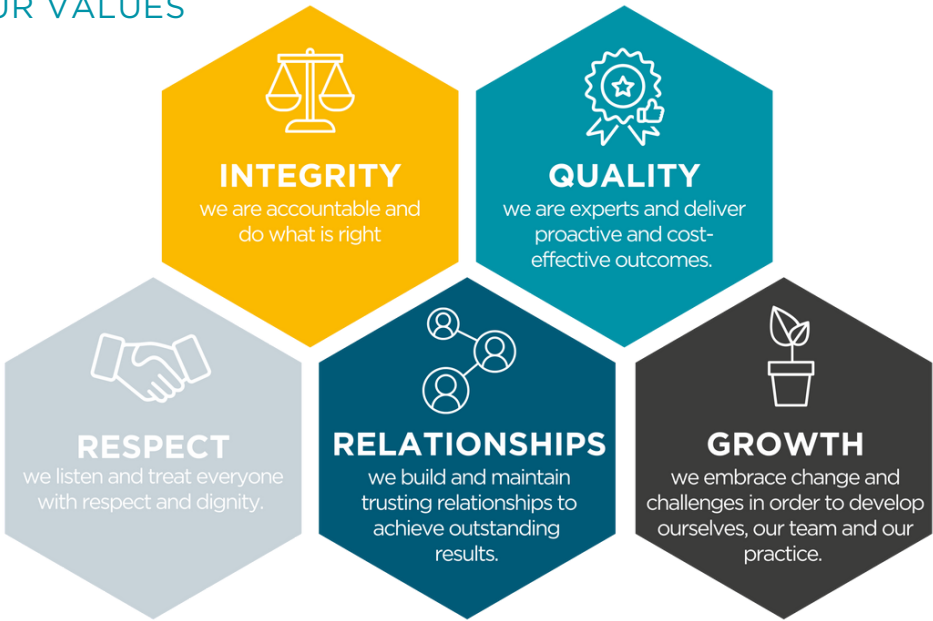 UR VALUES
INTEGRITY
we are accountable and
do what is right
QUALITY
we are experts and deliver
proactive and cost-
effective outcomes.
RESPECT
we listen and treat everyone
with respect and dignity.
RELATIONSHIPS
we build and maintain
trusting relationships to
achieve outstanding
results.
GROWTH
we embrace change and
challenges in order to develop
ourselves, our team and our
practice.